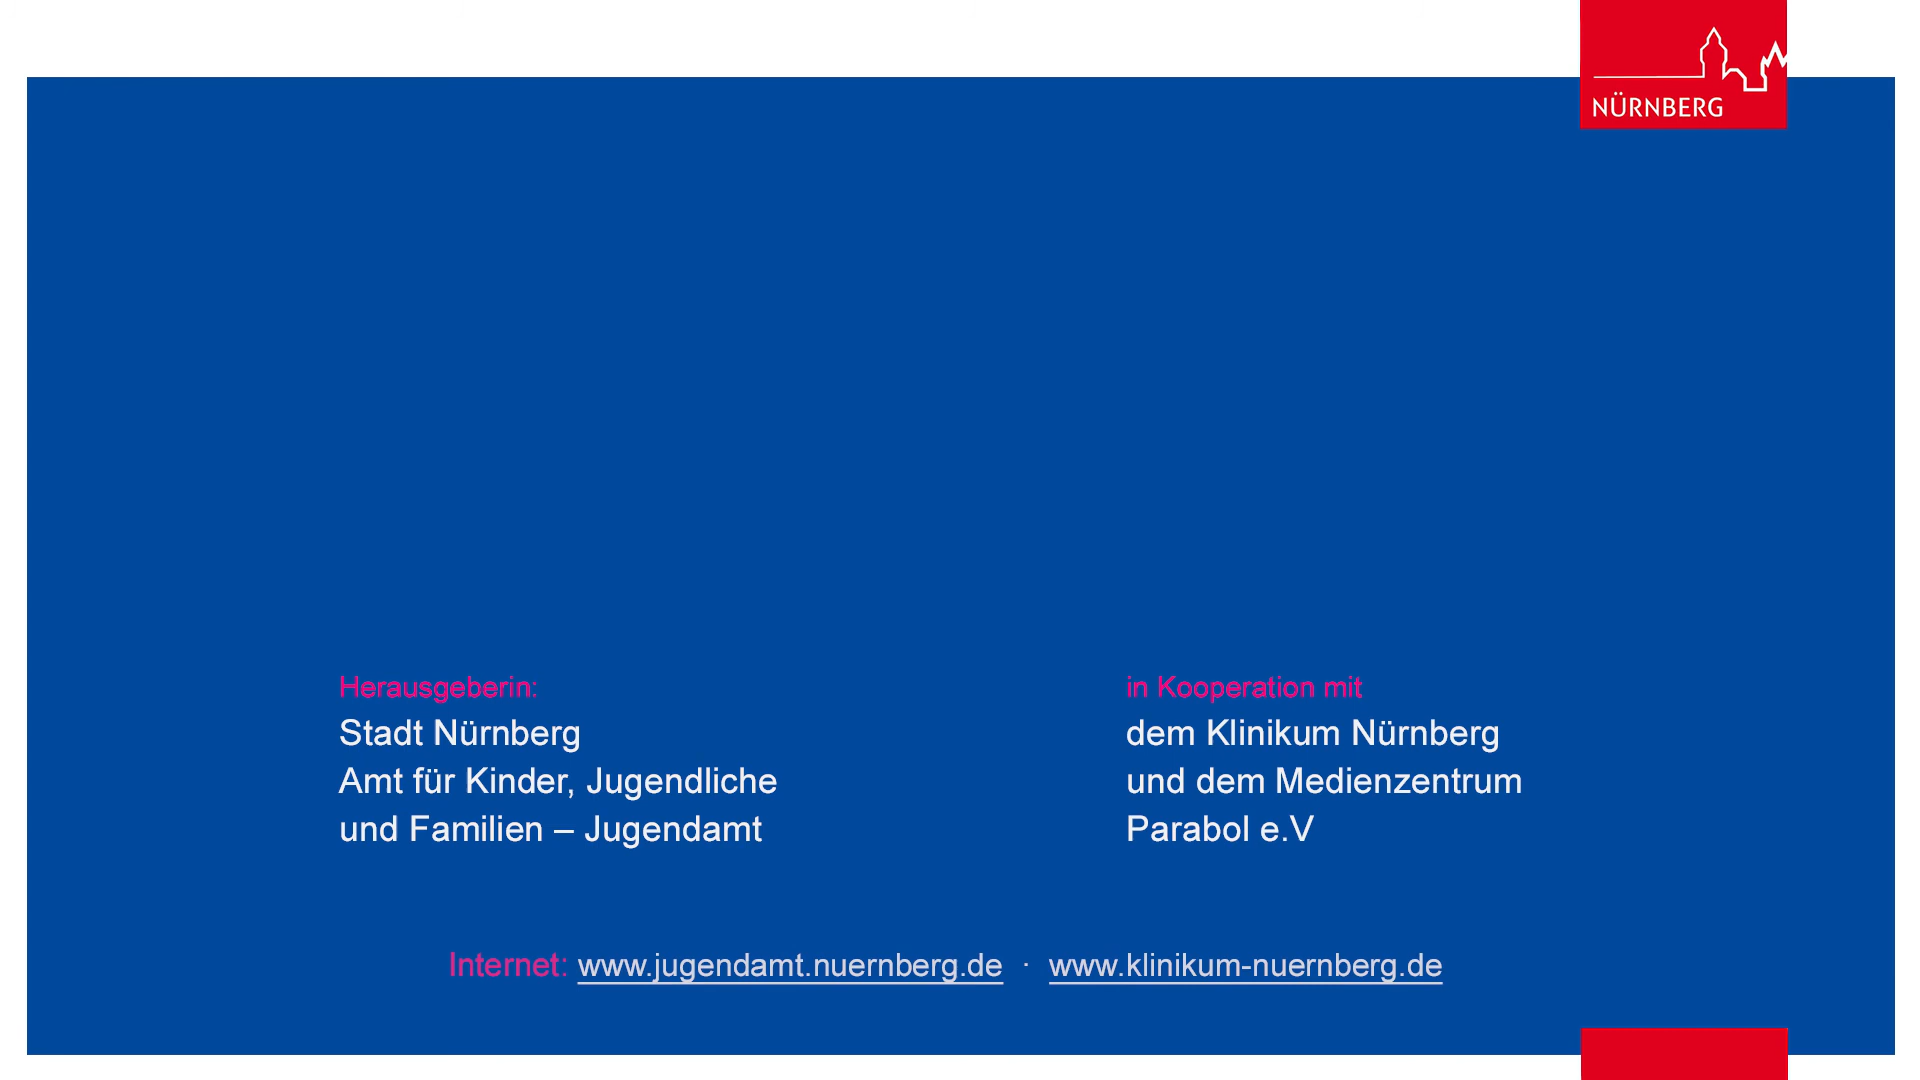 NÜRNBERG
Herausgeberin:
Stadt Nürnberg
Amt für Kinder, Jugendliche
und Familien – Jugendamt
in Kooperation mit
dem Klinikum Nürnberg
und dem Medienzentrum
Parabol e.V
Internet: www.jugendamt.nuernberg.de · www.klinikum-nuernberg.de